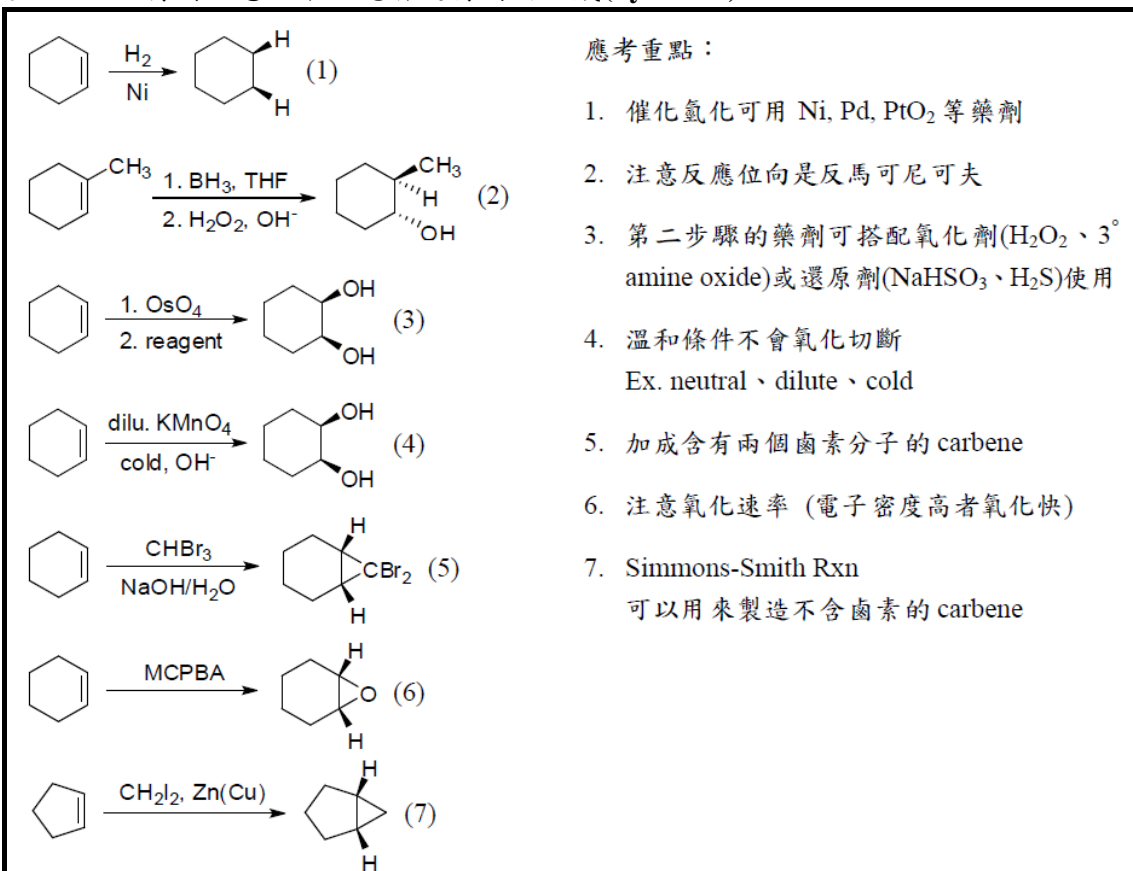 H₂
Ni
H
H
(1)
CH₃
1. BH₃, THF
2. H₂O₂, OH⁻
CH₃
H
OH
(2)
1. OsO₄
2. reagent
OH
OH
(3)
dilu. KMnO₄
cold, OH⁻
OH
OH
(4)
CHBr₃
NaOH/H₂O
H
CBr₂
H
(5)
MCPBA
H
O
H
(6)
CH₂I₂, Zn(Cu)
H
H
(7)
應考重點：
1. 催化氫化可用 Ni, Pd, PtO₂ 等藥劑
2. 注意反應位向是反馬可尼可夫
3. 第二步驟的藥劑可搭配氧化劑(H₂O₂、3°
amine oxide)或還原劑(NaHSO₃、H₂S)使用
4. 溫和條件不會氧化切斷
Ex. neutral、dilute、cold
5. 加成含有兩個鹵素分子的 carbene
6. 注意氧化速率 (電子密度高者氧化快)
7. Simmons-Smith Rxn
可以用來製造不含鹵素的 carbene